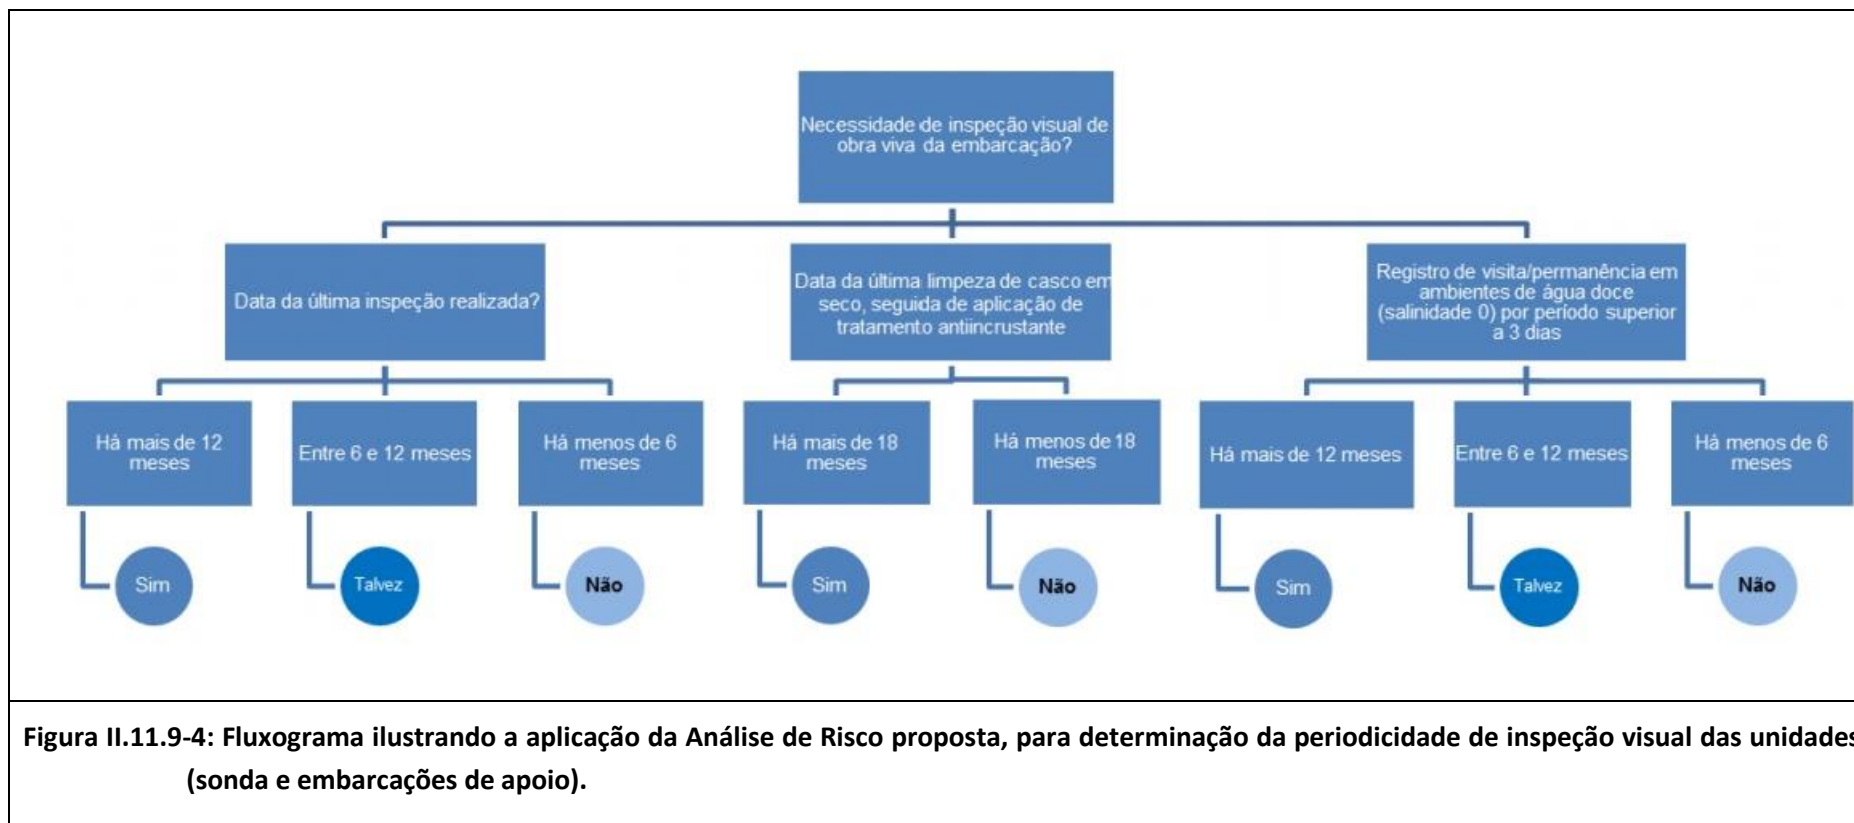 Necessidade de inspeção visual de
obra viva da embarcação?
Data da última inspeção realizada?
Data da última limpeza de casco em
seco, seguida de aplicação de
tratamento antiincrustante
Registro de visita/permanência em
ambientes de água doce
(salinidade 0) por período superior
a 3 dias
Há mais de 12
meses
Entre 6 e 12 meses
Há menos de 6
meses
Há mais de 18
meses
Há menos de 18
meses
Há mais de 12 meses
Entre 6 e 12 meses
Há menos de 6
meses
Sim
Talvez
Não
Sim
Não
Sim
Talvez
Não
Figura II.11.9-4: Fluxograma ilustrando a aplicação da Análise de Risco proposta, para determinação da periodicidade de inspeção visual das unidades
(sonda e embarcações de apoio).